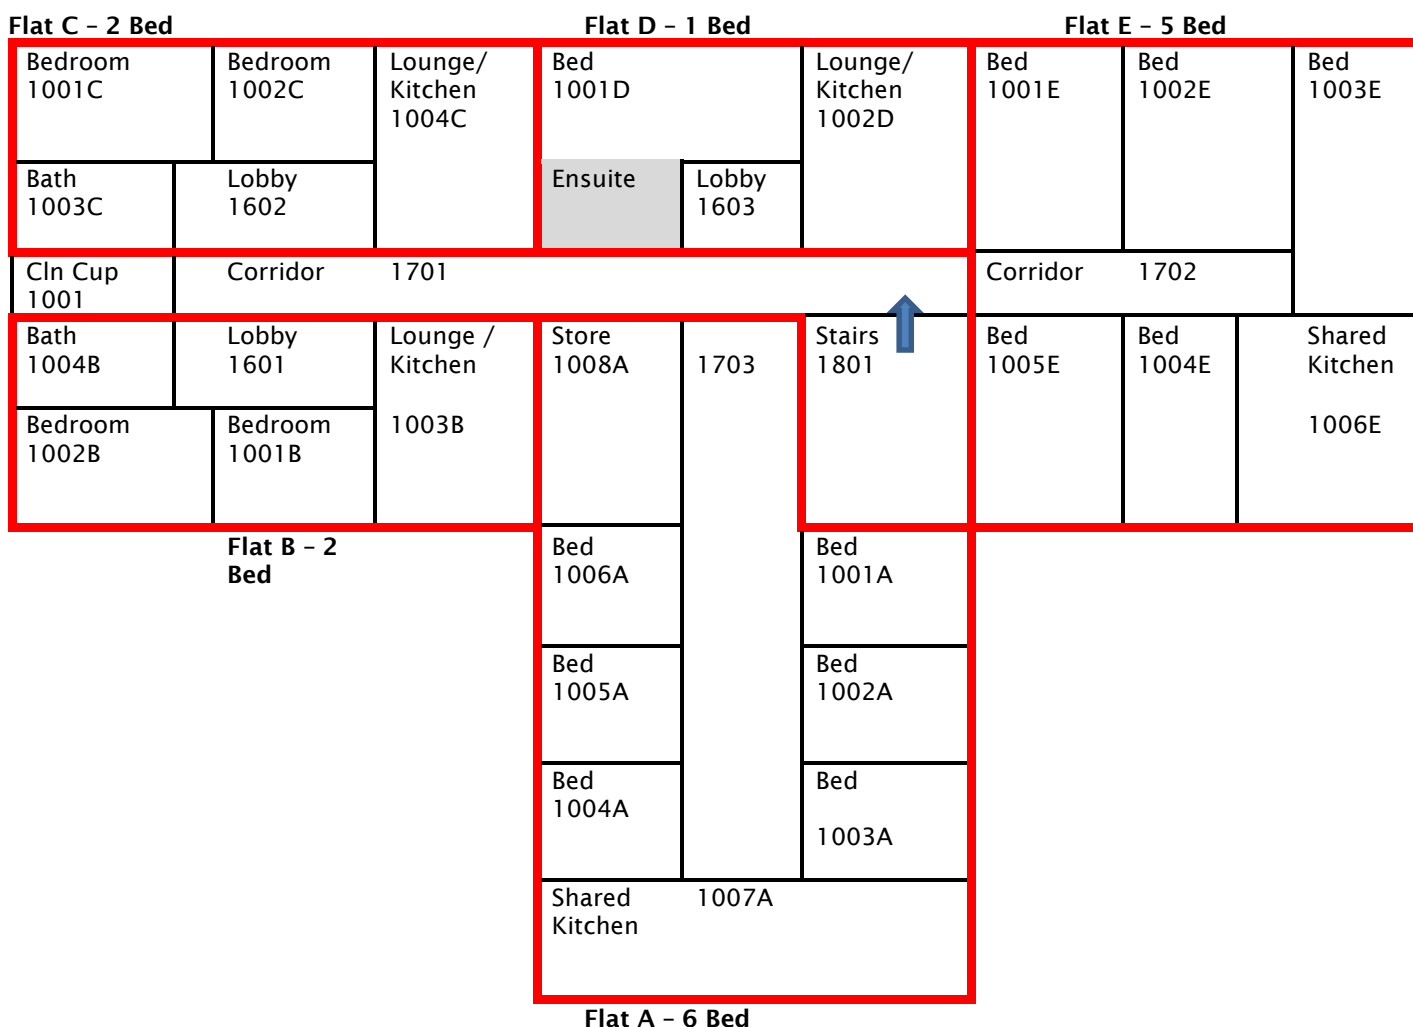 Flat C – 2 Bed
Flat D – 1 Bed
Flat E – 5 Bed
Bedroom
1001C
Bedroom
1002C
Lounge/
Kitchen
1004C
Bed
1001D
Lounge/
Kitchen
1002D
Bed
1001E
Bed
1002E
Bed
1003E
Bath
1003C
Lobby
1602
Ensuite
Lobby
1603
Cln Cup
1001
Corridor 1701
Corridor 1702
Bath
1004B
Lobby
1601
Lounge /
Kitchen
1003B
Store
1008A
1703
Stairs
1801
Bed
1005E
Bed
1004E
Shared
Kitchen
1006E
Bedroom
1002B
Bedroom
1001B
Flat B – 2
Bed
Bed
1006A
Bed
1001A
Bed
1005A
Bed
1002A
Bed
1004A
Bed
1003A
Shared
Kitchen
1007A
Flat A – 6 Bed